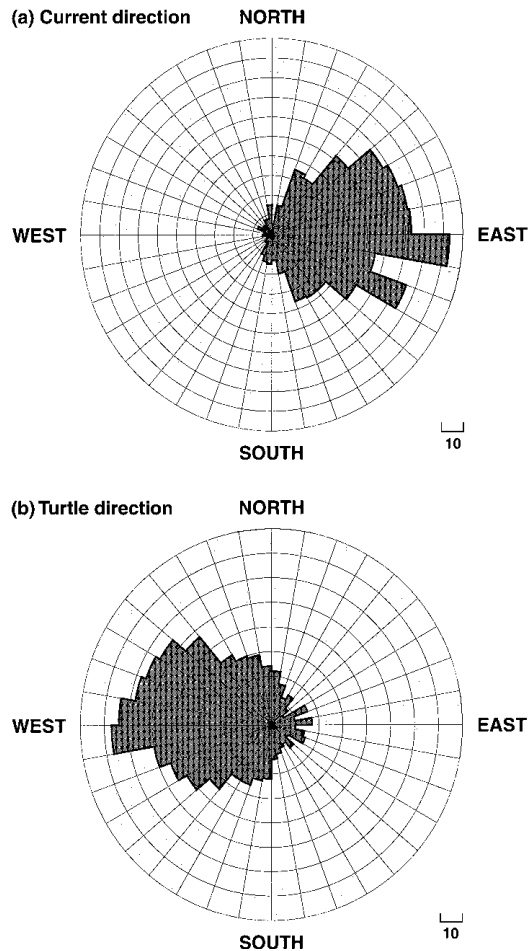 (a) Current direction
NORTH
WEST
EAST
10
SOUTH
(b) Turtle direction
NORTH
WEST
EAST
10
SOUTH